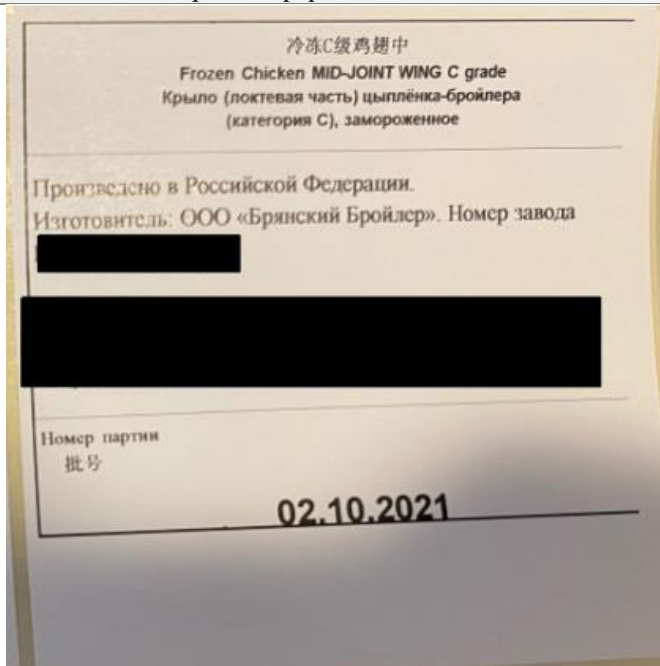 冷冻C级鸡翅中
Frozen Chicken MID-JOINT WING C grade
Крыло (локтевая часть) цыплёнка-бройлера
(категория С), замороженное
Произведено в Российской Федерации.
Изготовитель: ООО «Брянский Бройлер». Номер завода
Номер партии
批号
02.10.2021